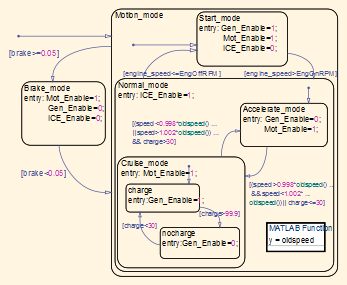 Motion_mode
Start_mode
entry: Gen_Enable=1;
Mot_Enable=1;
ICE_Enable=1;
[brake>=0.05]
[engine_speed<=EngOffRPM]
[engine_speed>EngOnRPM]
Brake_mode
entry: Mot_Enable=1;
Gen_Enable=0;
ICE_Enable=0;
Normal_mode
entry: ICE_Enable=1;
Accelerate_mode
entry: Gen_Enable=0;
Mot_Enable=1;
[(speed <0.998*oldspeed() ...
||speed>1.002*oldspeed()) ...
&& charge>30]
[brake<0.05]
Cruise_mode
entry: Mot_Enable=1;
charge
entry:Gen_Enable=1;
[(speed>0.998*oldspeed() ...
&& speed<1.002* ...
oldspeed())|| charge<=30]
[charge<30]
[charge>99.9]
nocharge
entry:Gen_Enable=0;
MATLAB Function
y = oldspeed